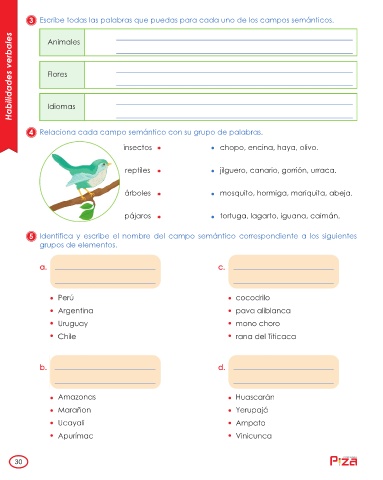 Habilidades verbales
3 Escribe todas las palabras que puedas para cada uno de los campos semánticos.
Animales
Flores
Idiomas
4 Relaciona cada campo semántico con su grupo de palabras.
insectos • • chopo, encina, haya, olivo.
reptiles • • jilguero, canario, gorrión, urraca.
árboles • • mosquito, hormiga, mariquita, abeja.
pájaros • • tortuga, lagarto, iguana, caimán.
5 Identifica y escribe el nombre del campo semántico correspondiente a los siguientes
grupos de elementos.
a.
• Perú
• Argentina
• Uruguay
• Chile
c.
• cocodrilo
• pava aliblanca
• mono choro
• rana del Titicaca
b.
• Amazonas
• Marañon
• Ucayali
• Apurímac
d.
• Huascarán
• Yerupajá
• Ampato
• Vinicunca
30